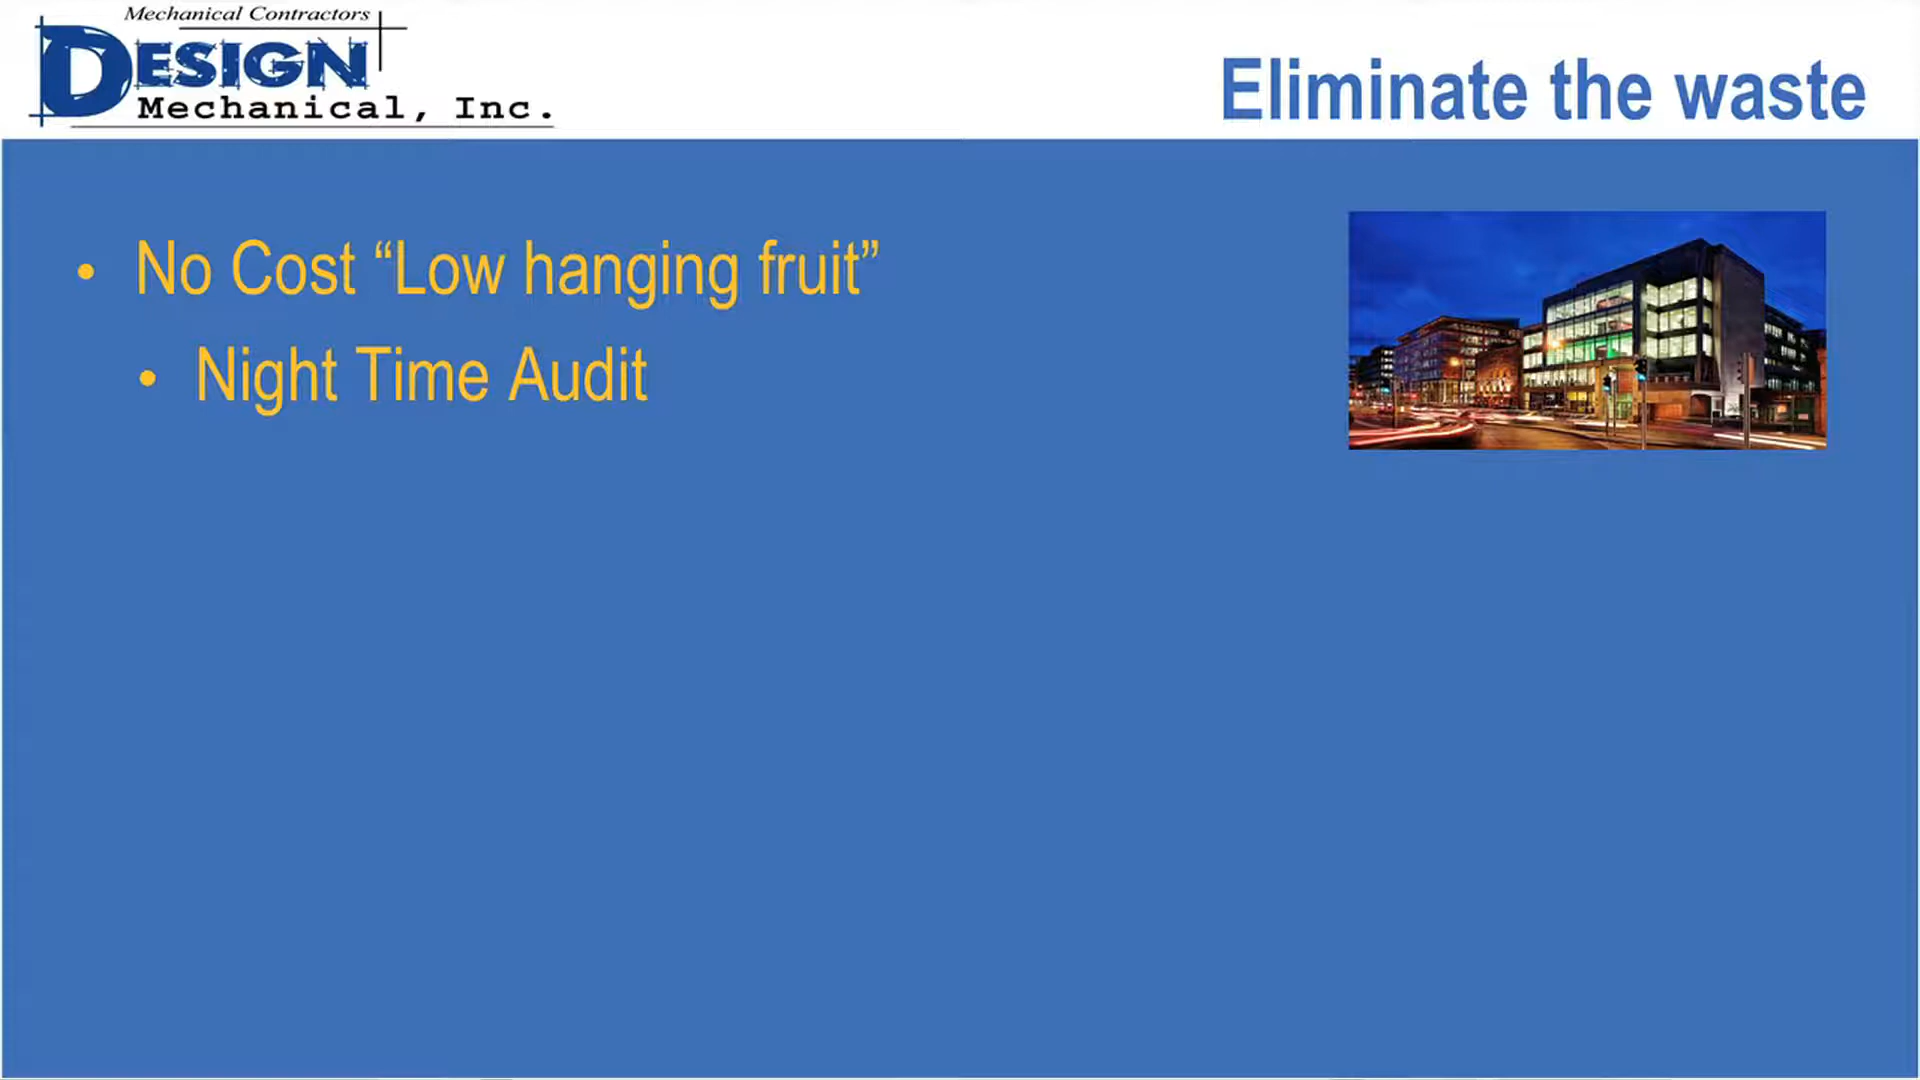 Mechanical Contractors
DESIGN
Mechanical, Inc.
Eliminate the waste
• No Cost “Low hanging fruit”
• Night Time Audit